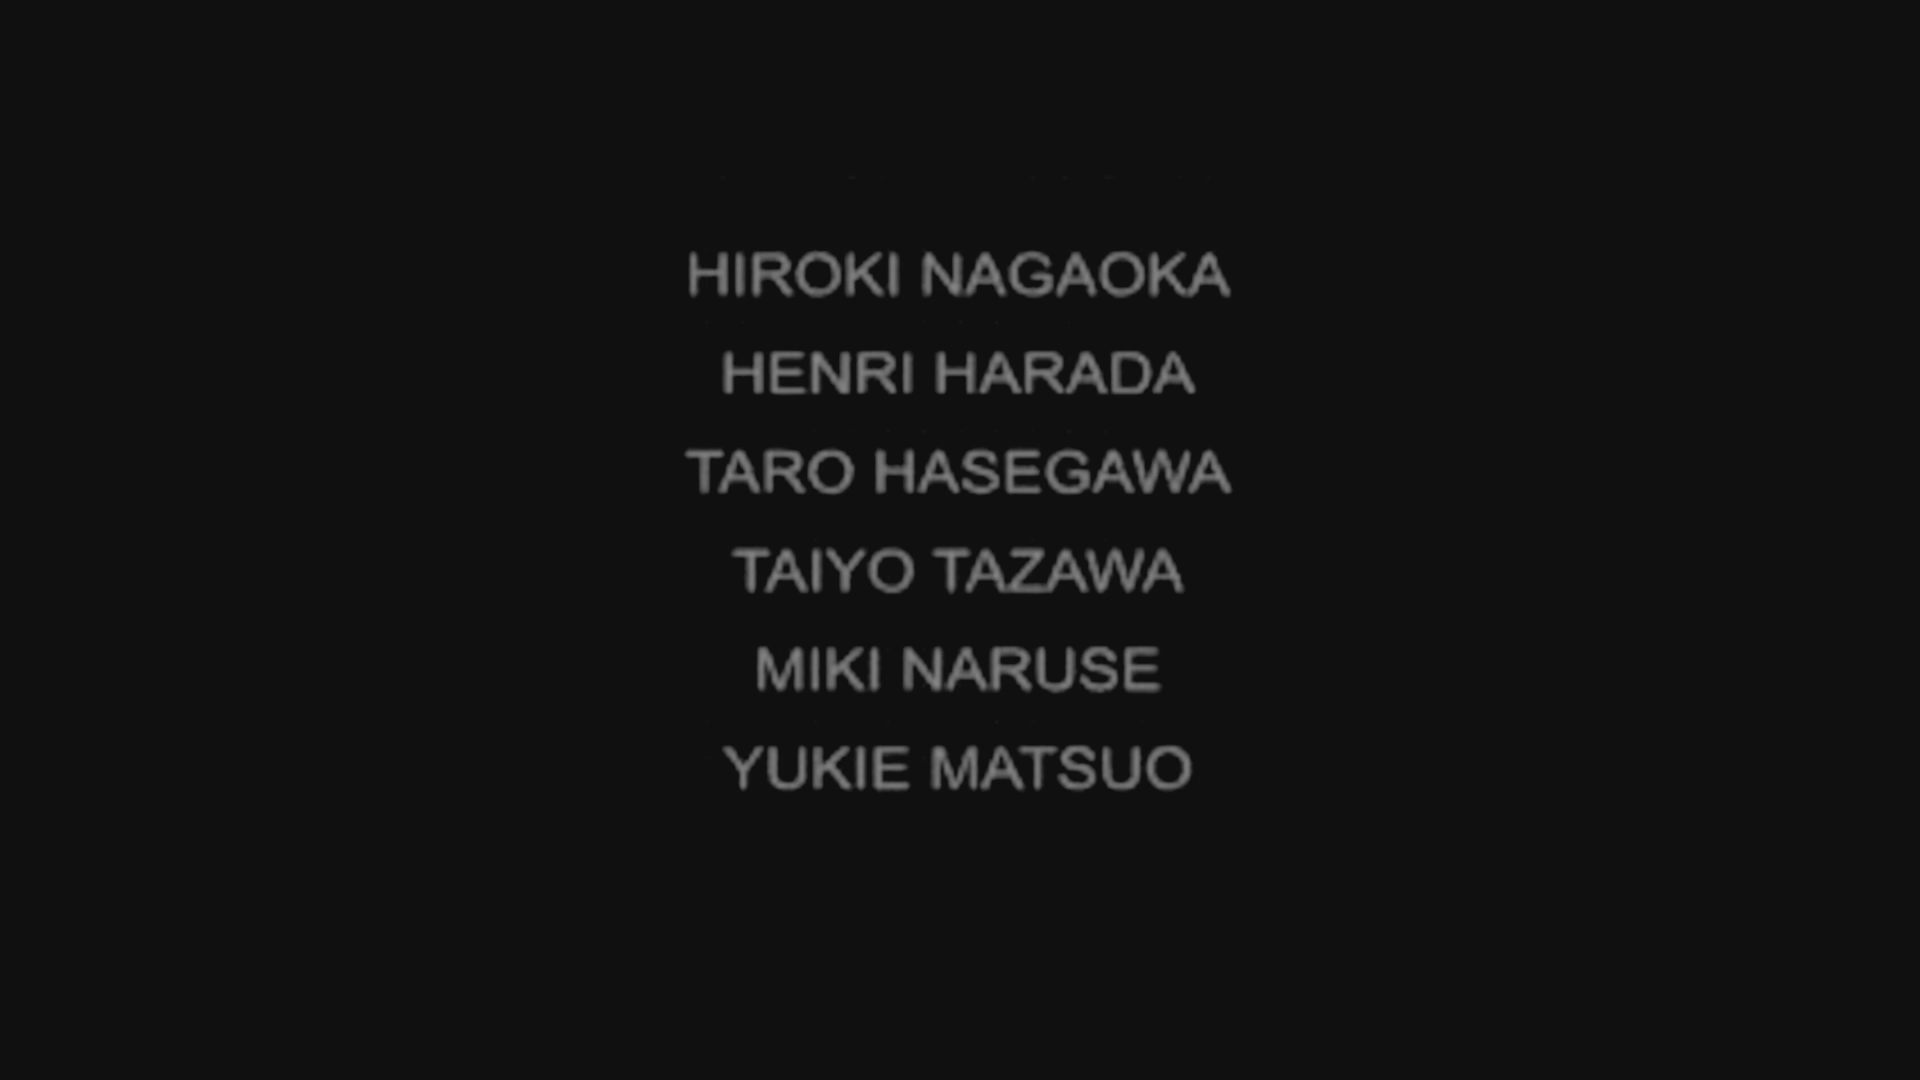 HIROKI NAGAOKA
HENRI HARADA
TARO HASEGAWA
TAIYO TAZAWA
MIKI NARUSE
YUKIE MATSUO